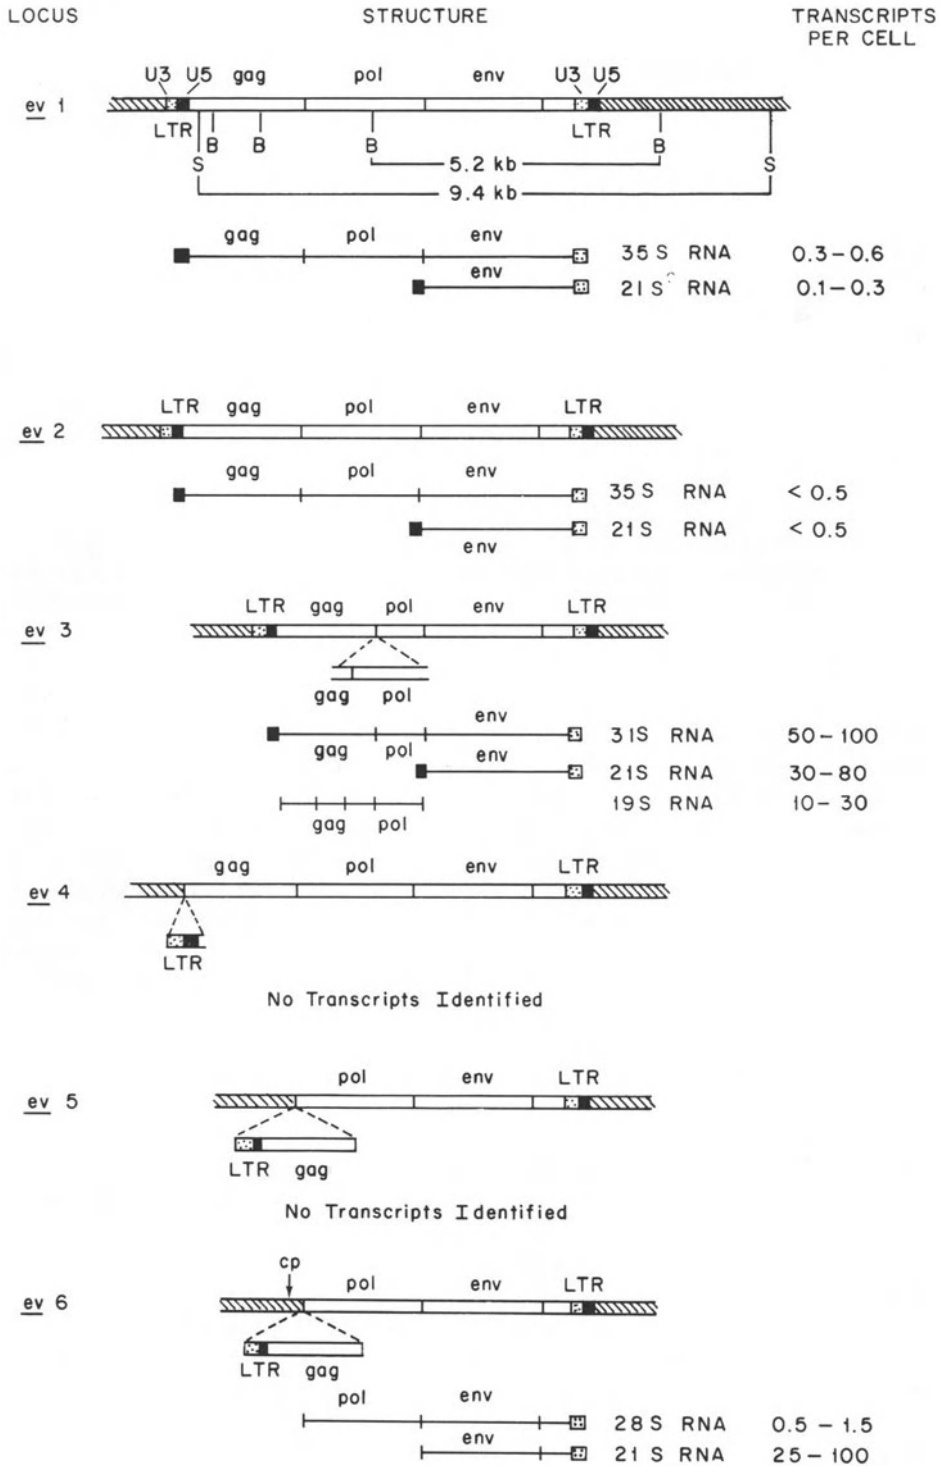 LOCUS STRUCTURE TRANSCRIPTS
PER CELL
U3 U5 gag pol env U3 U5
ev 1
LTR LTR
B B B B
S 5.2 kb S
9.4 kb
gag pol env
35 S RNA 0.3–0.6
env
21 S RNA 0.1–0.3
LTR gag pol env LTR
ev 2
gag pol env
35 S RNA < 0.5
21 S RNA < 0.5
env
LTR gag pol env LTR
ev 3
gag pol
env
31S RNA 50–100
gag pol env
21S RNA 30–80
19S RNA 10–30
gag pol
gag pol env LTR
ev 4
LTR
No Transcripts Identified
pol env LTR
ev 5
LTR gag
No Transcripts Identified
cp
pol env LTR
ev 6
LTR gag
pol env
28 S RNA 0.5 – 1.5
env
21 S RNA 25–100